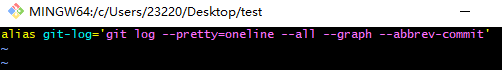 MINGW64:/c/Users/23220/Desktop/test
alias git-log='git log --pretty=oneline --all --graph --abbrev-commit'
~
~